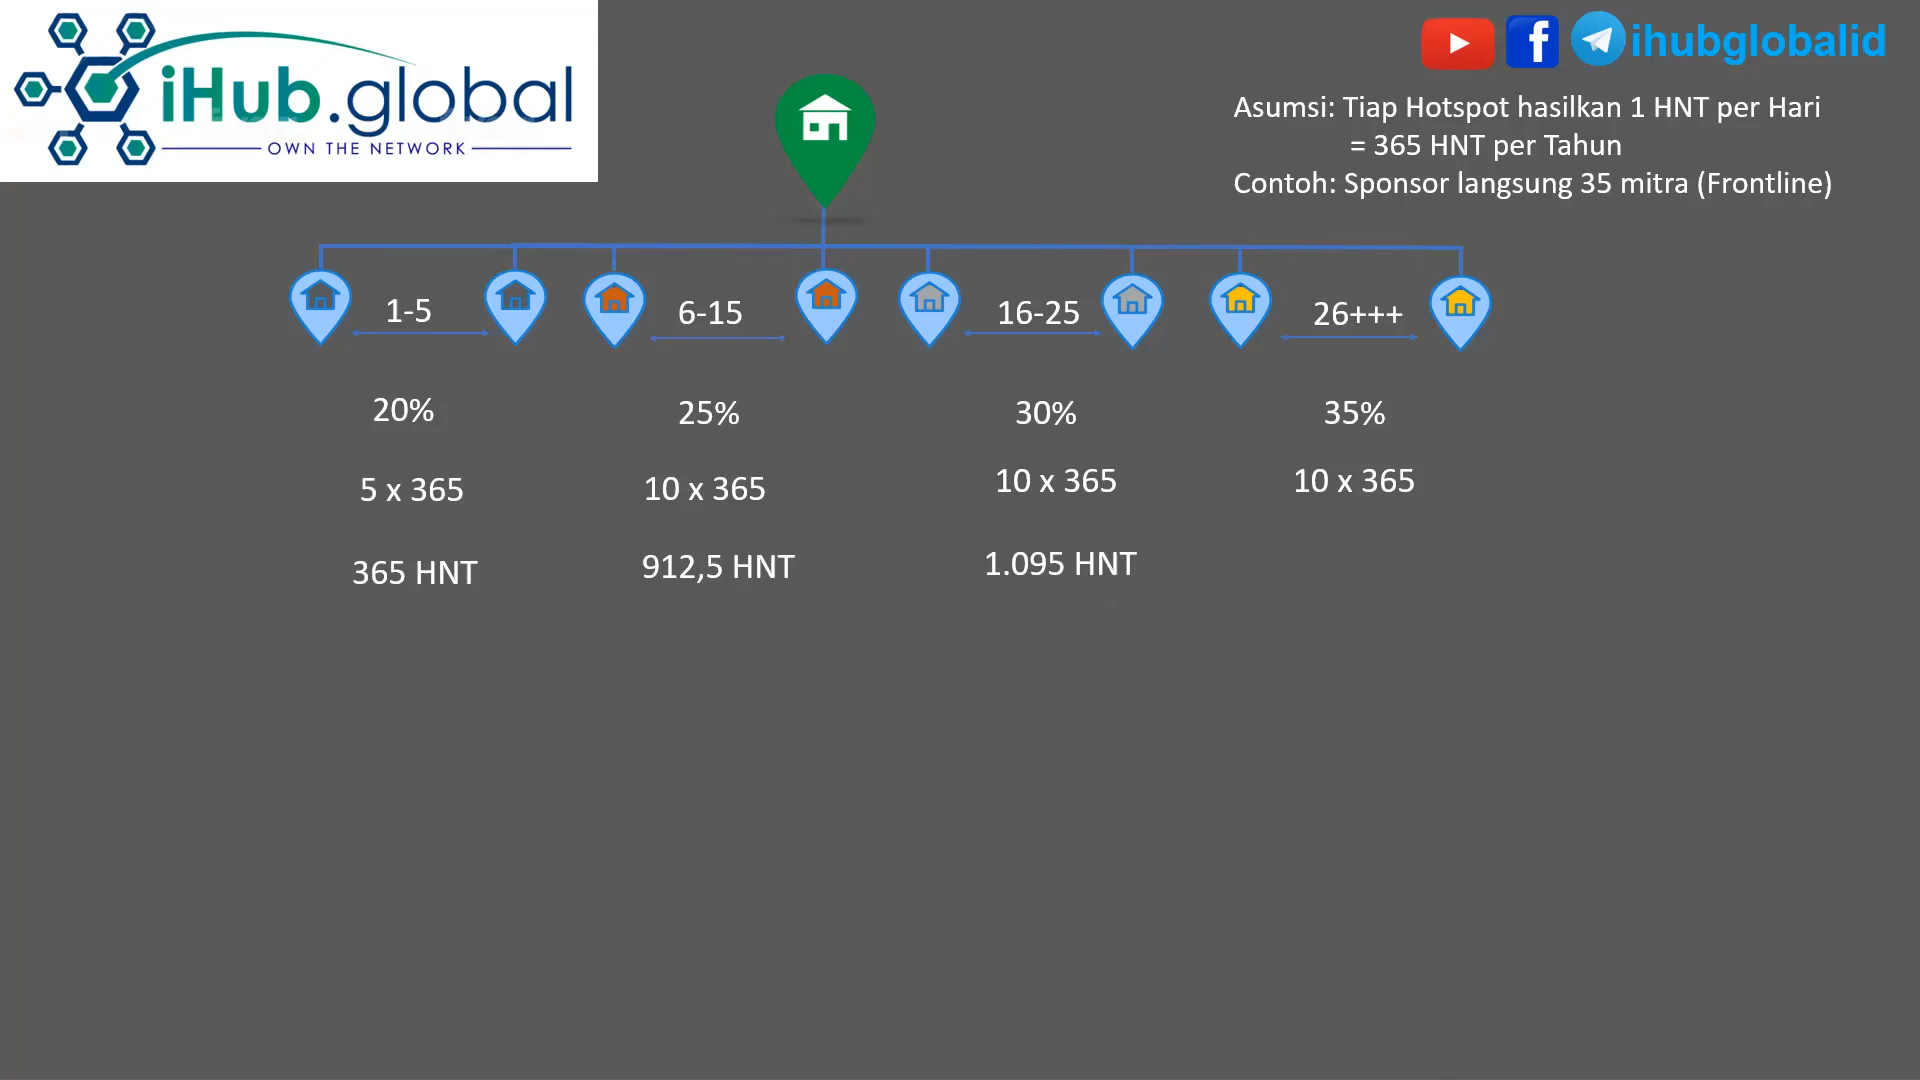 iHub.global
OWN THE NETWORK
ihubglobalid
Asumsi: Tiap Hotspot hasilkan 1 HNT per Hari
= 365 HNT per Tahun
Contoh: Sponsor langsung 35 mitra (Frontline)
1-5
6-15
16-25
26+++
20%
25%
30%
35%
5 x 365
10 x 365
10 x 365
10 x 365
365 HNT
912,5 HNT
1.095 HNT